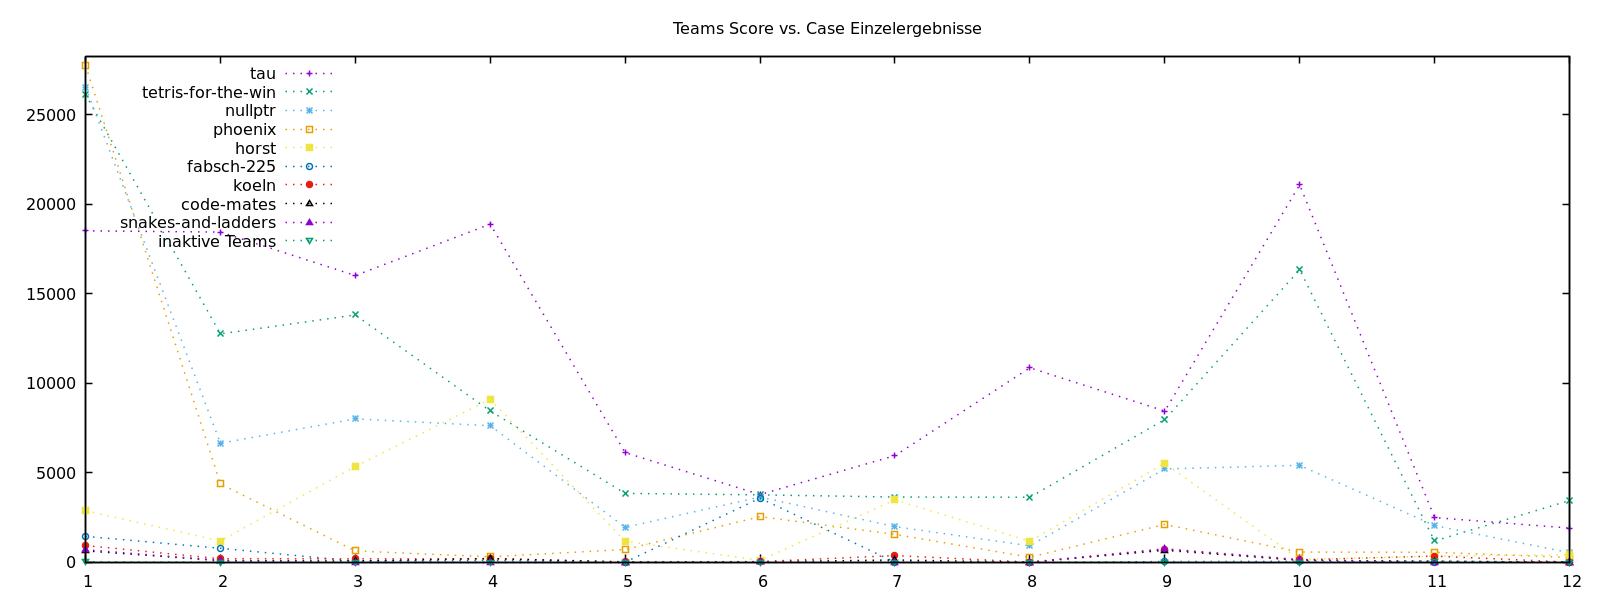 Teams Score vs. Case Einzelergebnisse
tau
tetris-for-the-win
nullptr
phoenix
horst
fabsch-225
koeln
code-mates
snakes-and-ladders
inaktive Teams
25000
20000
15000
10000
5000
0
1 2 3 4 5 6 7 8 9 10 11 12